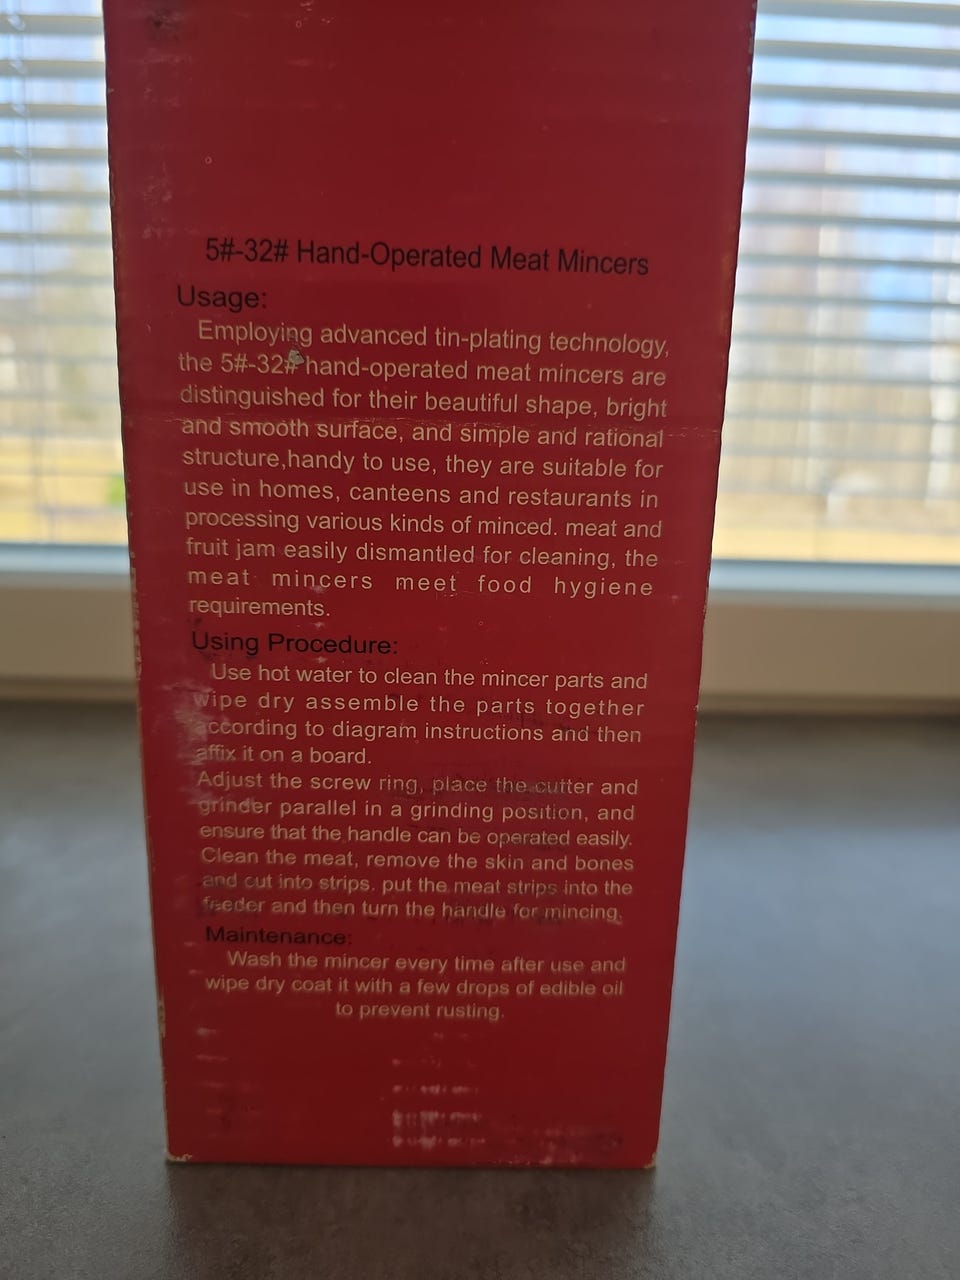 5#-32# Hand-Operated Meat Mincers
Usage:
Employing advanced tin-plating technology,
the 5#-32# hand-operated meat mincers are
distinguished for their beautiful shape, bright
and smooth surface, and simple and rational
structure,handy to use, they are suitable for
use in homes, canteens and restaurants in
processing various kinds of minced. meat and
fruit jam easily dismantled for cleaning, the
meat mincers meet food hygiene
requirements.
Using Procedure:
Use hot water to clean the mincer parts and
wipe dry assemble the parts together
according to diagram instructions and then
affix it on a board.
Adjust the screw ring, place the cutter and
grinder parallel in a grinding position, and
ensure that the handle can be operated easily.
Clean the meat, remove the skin and bones
and cut into strips. put the meat strips into the
feeder and then turn the handle for mincing.
Maintenance:
Wash the mincer every time after use and
wipe dry coat it with a few drops of edible oil
to prevent rusting.